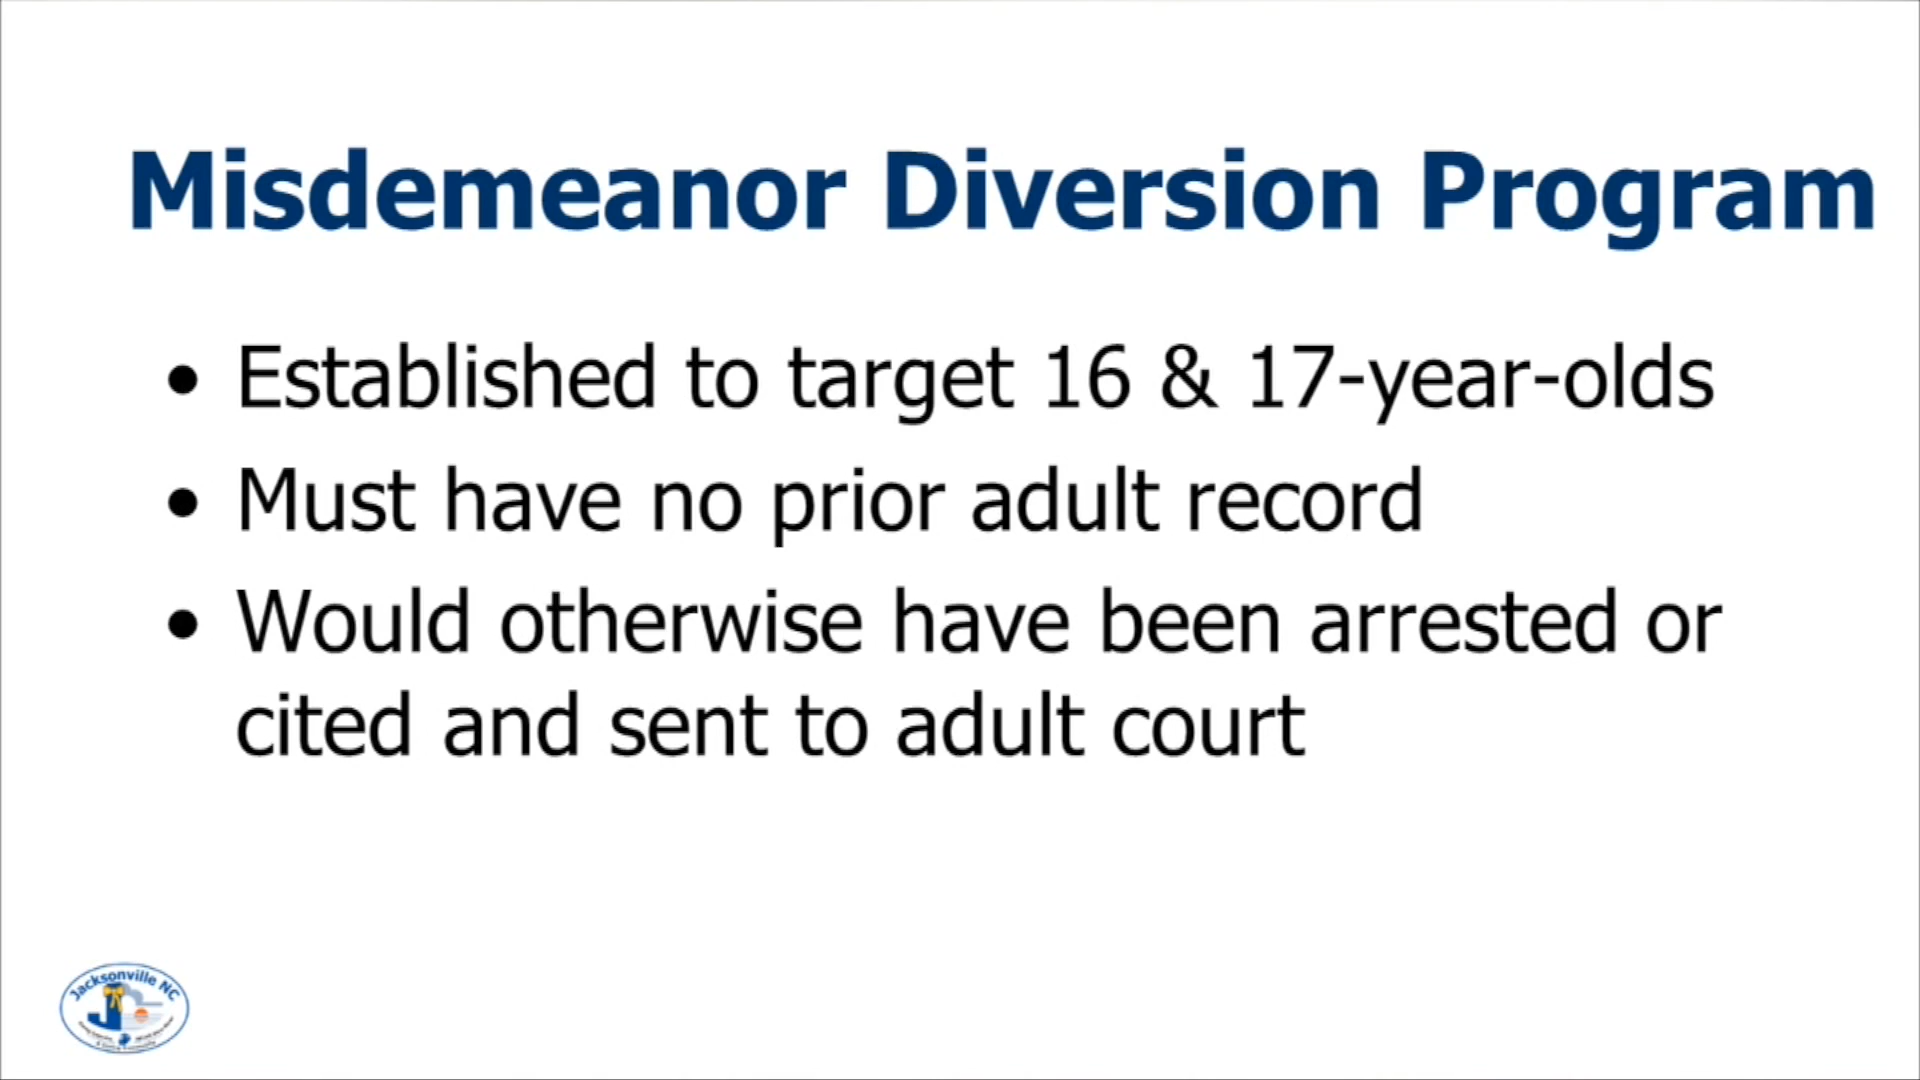 Misdemeanor Diversion Program
• Established to target 16 & 17-year-olds
• Must have no prior adult record
• Would otherwise have been arrested or
cited and sent to adult court
Jacksonville NC